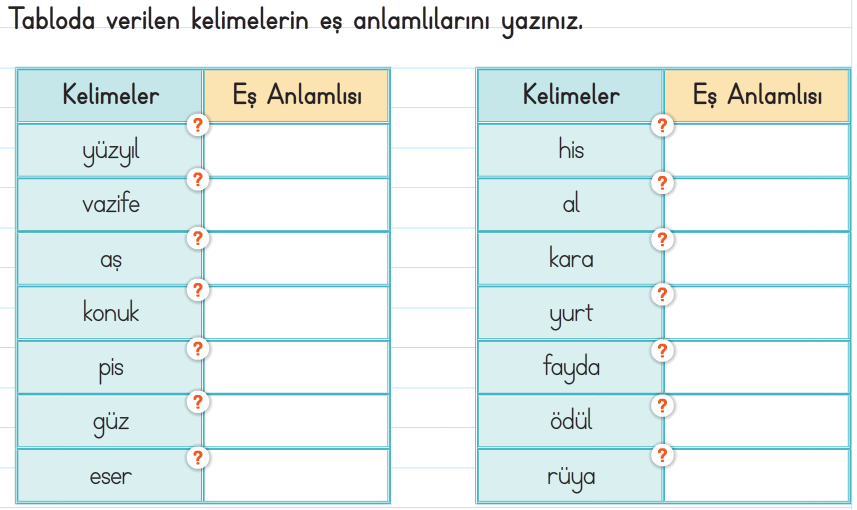 Tabloda verilen kelimelerin eş anlamlılarını yazınız.
Kelimeler Eş Anlamlısı
? yüzyıl
? vazife
? aş
? konuk
? pis
? güz
? eser
Kelimeler Eş Anlamlısı
? his
? al
? kara
? yurt
? fayda
? ödül
? rüya